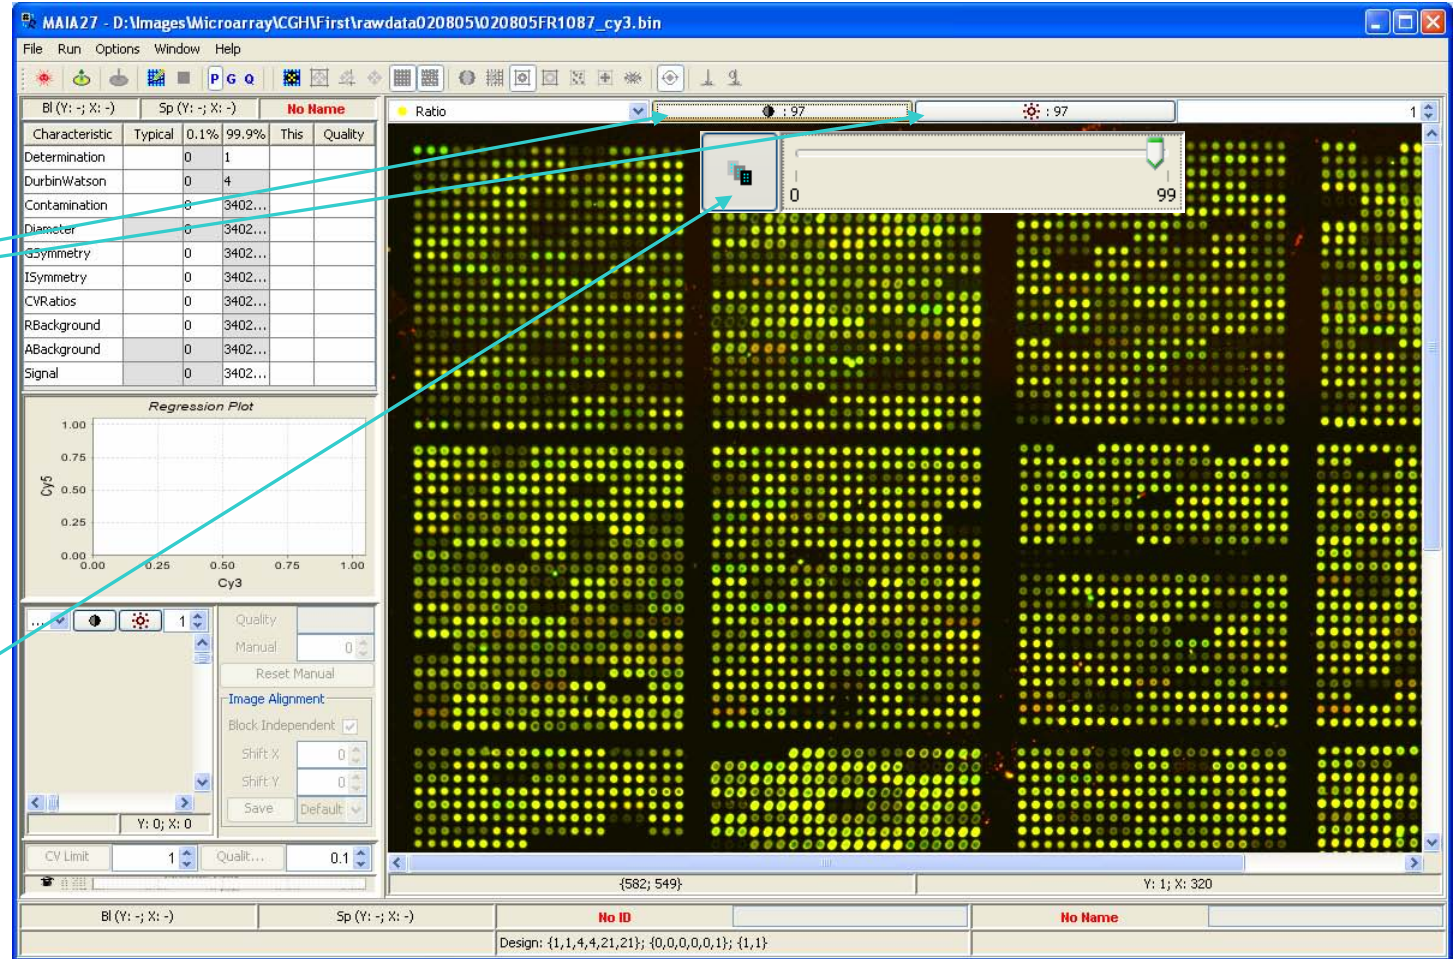 MAIA27 - D:\Images\Microarray\CGH\First\rawdata020805\020805FR1087_cy3.bin
File Run Options Window Help
P G Q
Bl (Y: -; X: -) Sp (Y: -; X: -) No Name
Ratio : 97 : 97 1
Characteristic Typical 0.1% 99.9% This Quality
Determination 0 1
DurbinWatson 0 4
Contamination 0 3402...
Diameter 0 3402...
GSymmetry 0 3402...
ISymmetry 0 3402...
CVRatios 0 3402...
RBackground 0 3402...
ABackground 0 3402...
Signal 0 3402...
0 99
Regression Plot
1.00
0.75
0.50
0.25
0.00
Cy5
0.00 0.25 0.50 0.75 1.00
Cy3
... 1
Quality
Manual 0
Reset Manual
Image Alignment
Block Independent
Shift X 0
Shift Y 0
Save Default
Y: 0; X: 0
CV Limit 1 Qualit... 0.1
{582; 549} Y: 1; X: 320
Bl (Y: -; X: -) Sp (Y: -; X: -) No ID No Name
Design: {1,1,4,4,21,21}; {0,0,0,0,0,1}; {1,1}